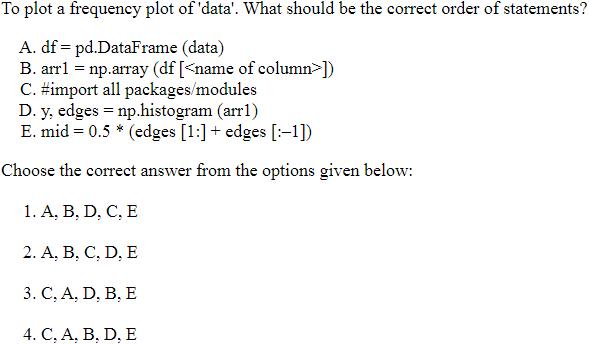 To plot a frequency plot of 'data'. What should be the correct order of statements?
A. df = pd.DataFrame (data)
B. arr1 = np.array (df [<name of column>])
C. #import all packages/modules
D. y, edges = np.histogram (arr1)
E. mid = 0.5 * (edges [1:] + edges [:−1])
Choose the correct answer from the options given below:
1. A, B, D, C, E
2. A, B, C, D, E
3. C, A, D, B, E
4. C, A, B, D, E